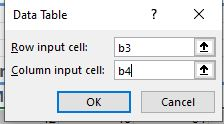 Data Table
Row input cell: b3
Column input cell: b4
OK Cancel